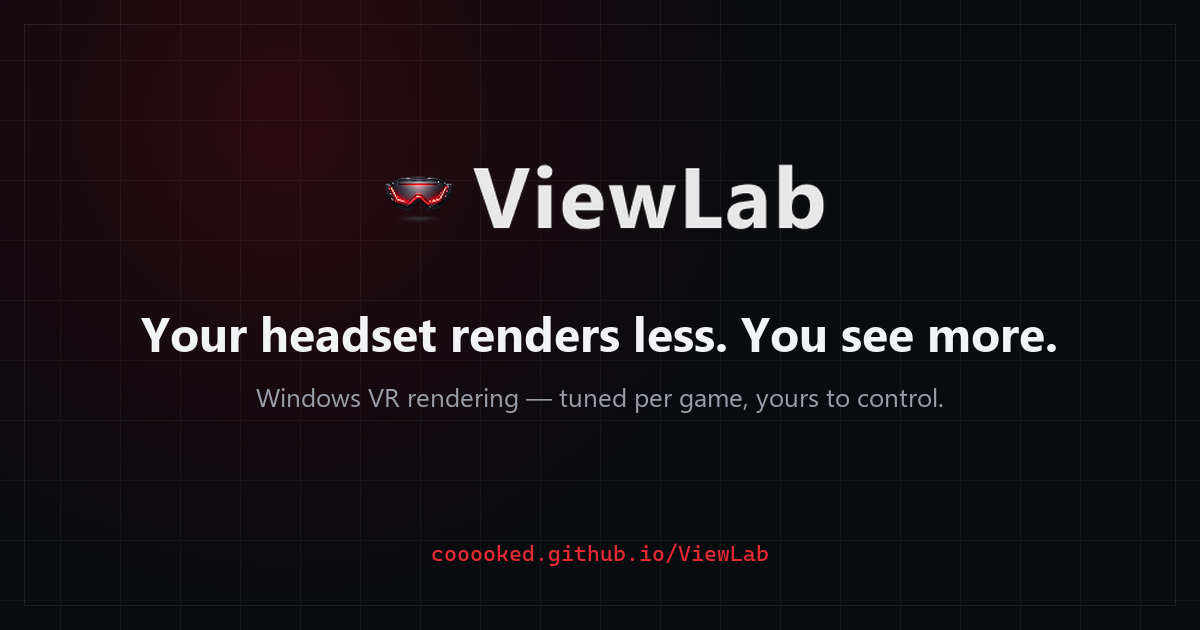 ViewLab
Your headset renders less. You see more.
Windows VR rendering — tuned per game, yours to control.
cooooked.github.io/ViewLab